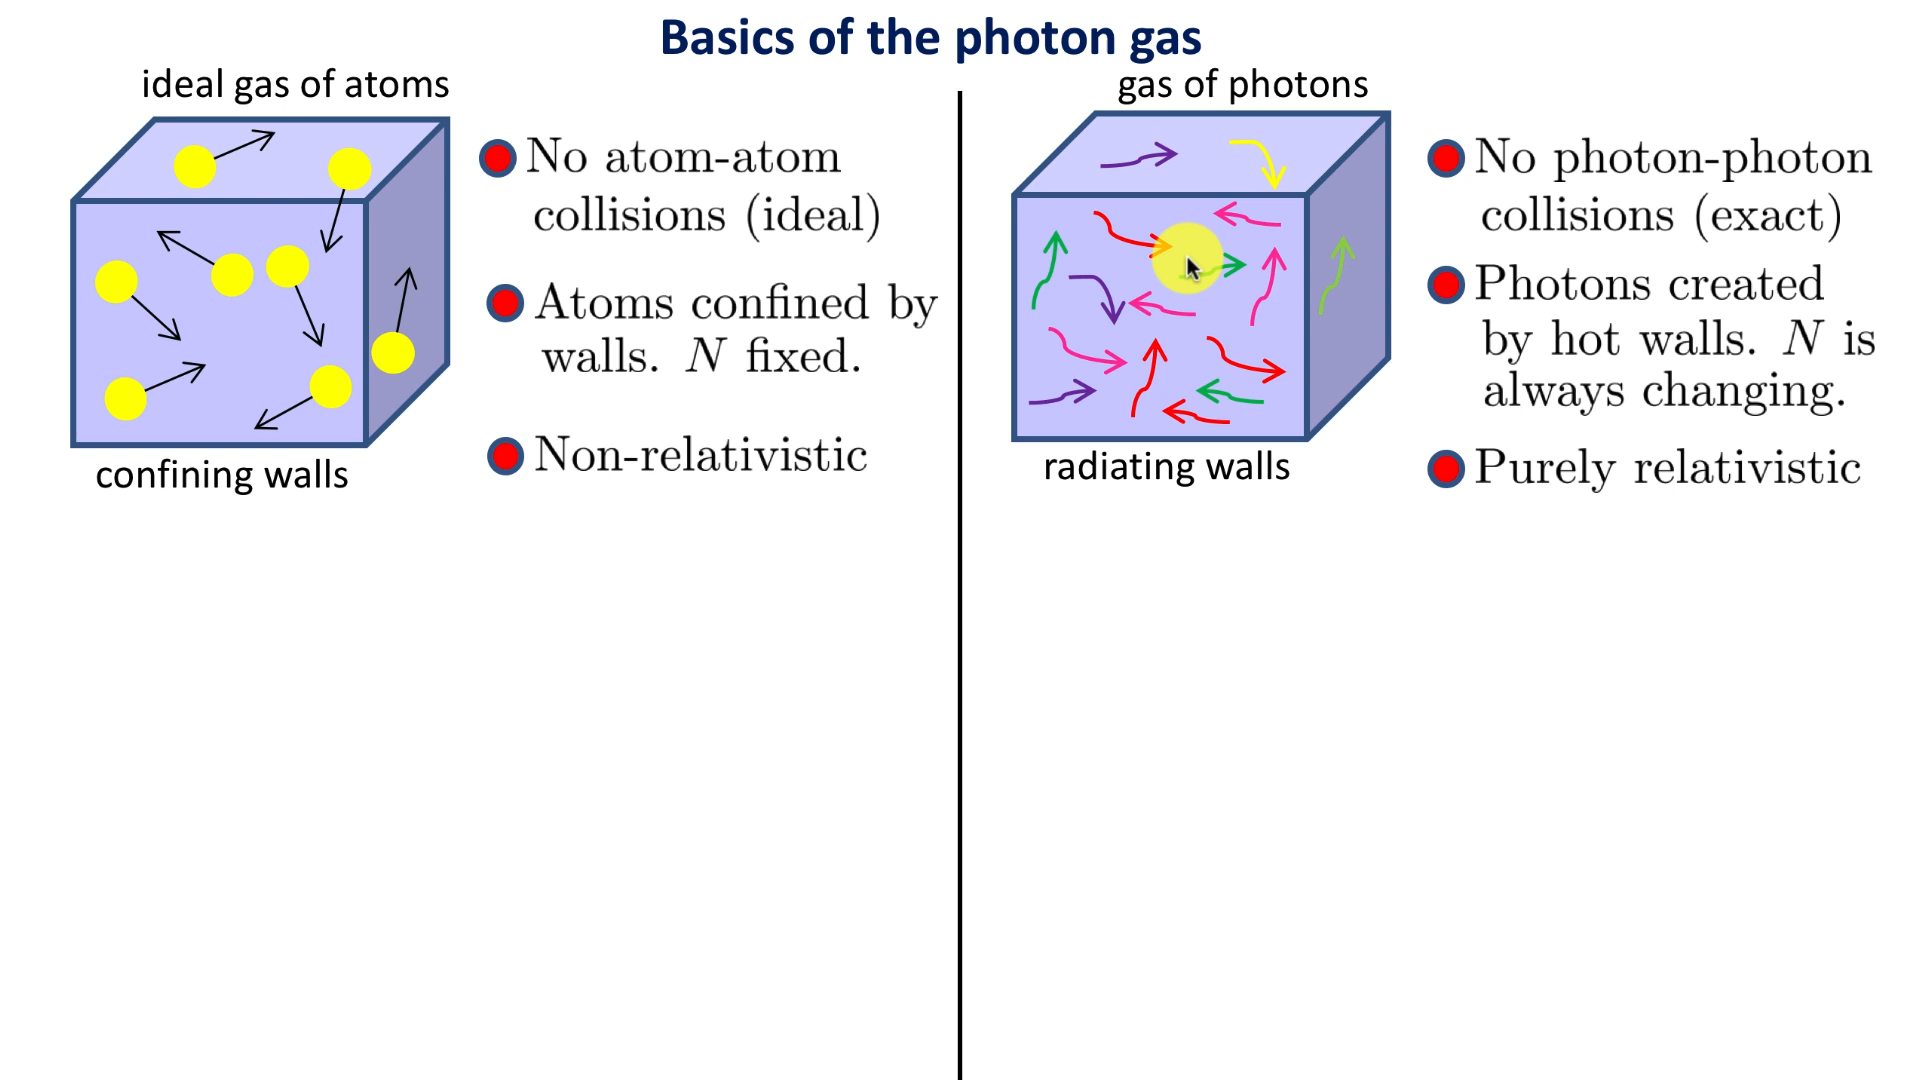 Basics of the photon gas
ideal gas of atoms
No atom-atom
collisions (ideal)
Atoms confined by
walls. N fixed.
Non-relativistic
confining walls
gas of photons
No photon-photon
collisions (exact)
Photons created
by hot walls. N is
always changing.
Purely relativistic
radiating walls